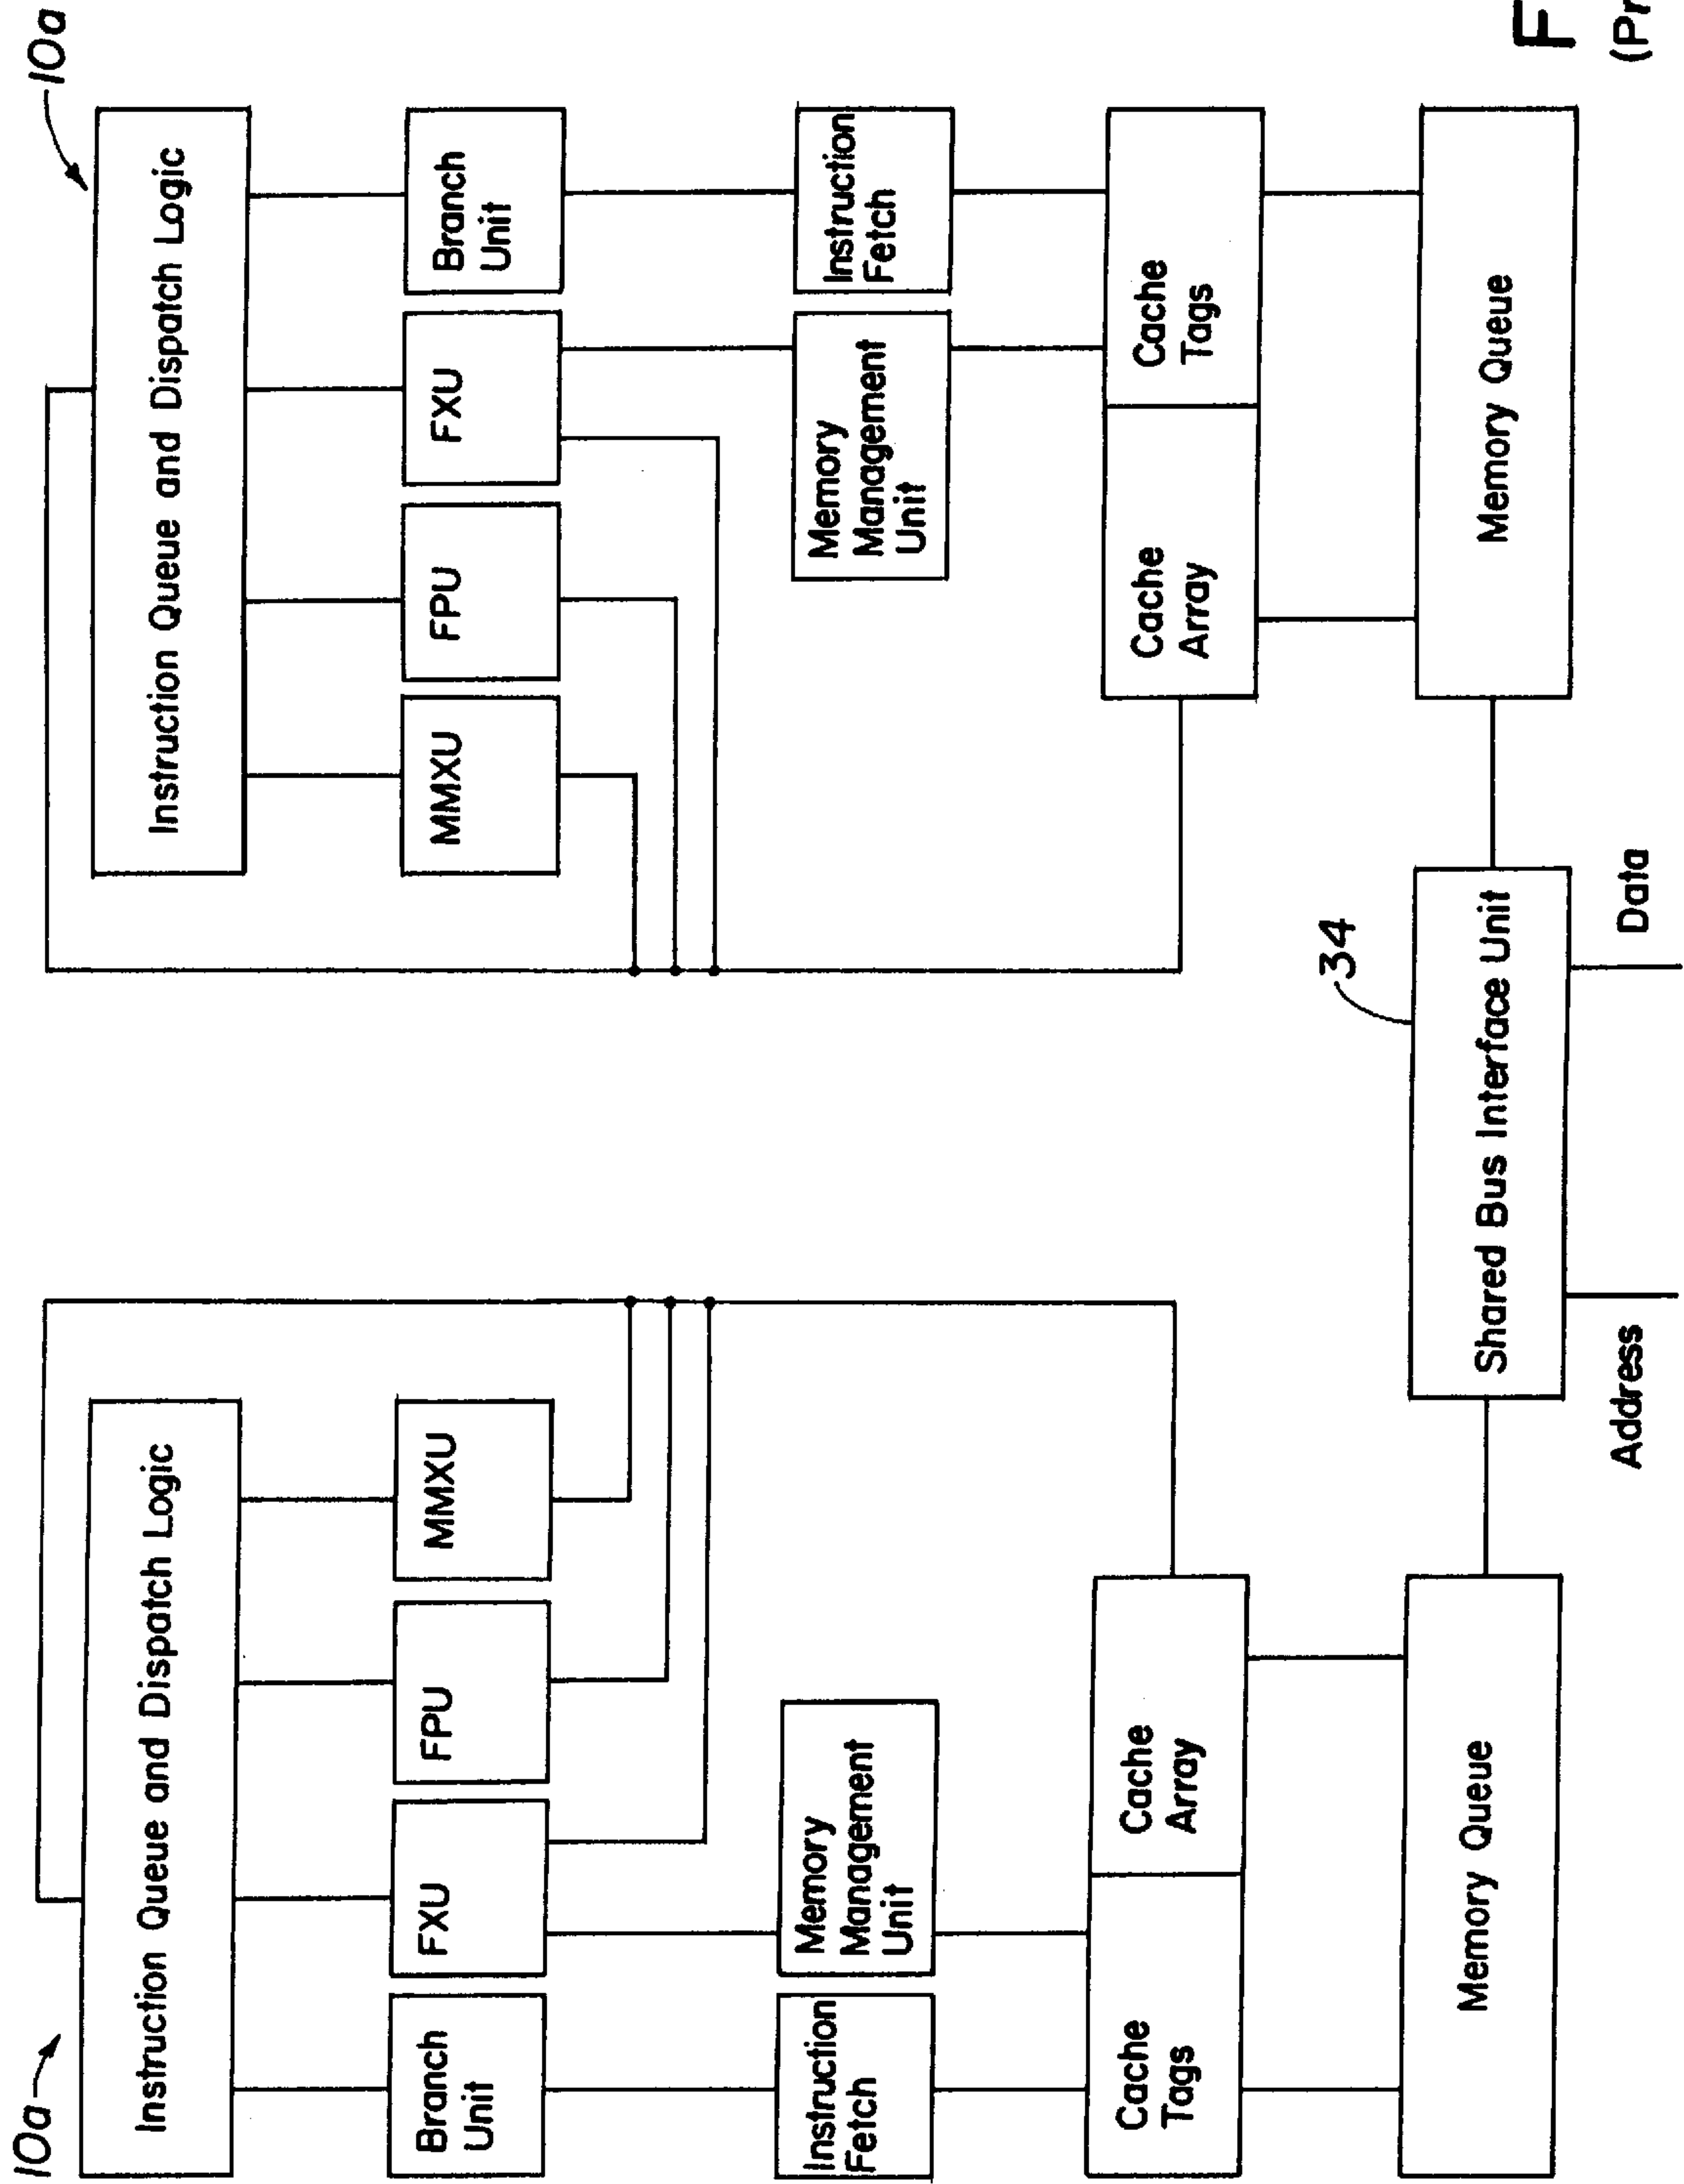 10a
Instruction Queue and Dispatch Logic
Branch
Unit
FXU
FPU
MMXU
Instruction
Fetch
Memory
Management
Unit
Cache
Tags
Cache
Array
Memory Queue
10a
Instruction Queue and Dispatch Logic
MMXU
FPU
FXU
Branch
Unit
Memory
Management
Unit
Instruction
Fetch
Cache
Array
Cache
Tags
Memory Queue
34
Shared Bus Interface Unit
Address
Data
F
(Pr